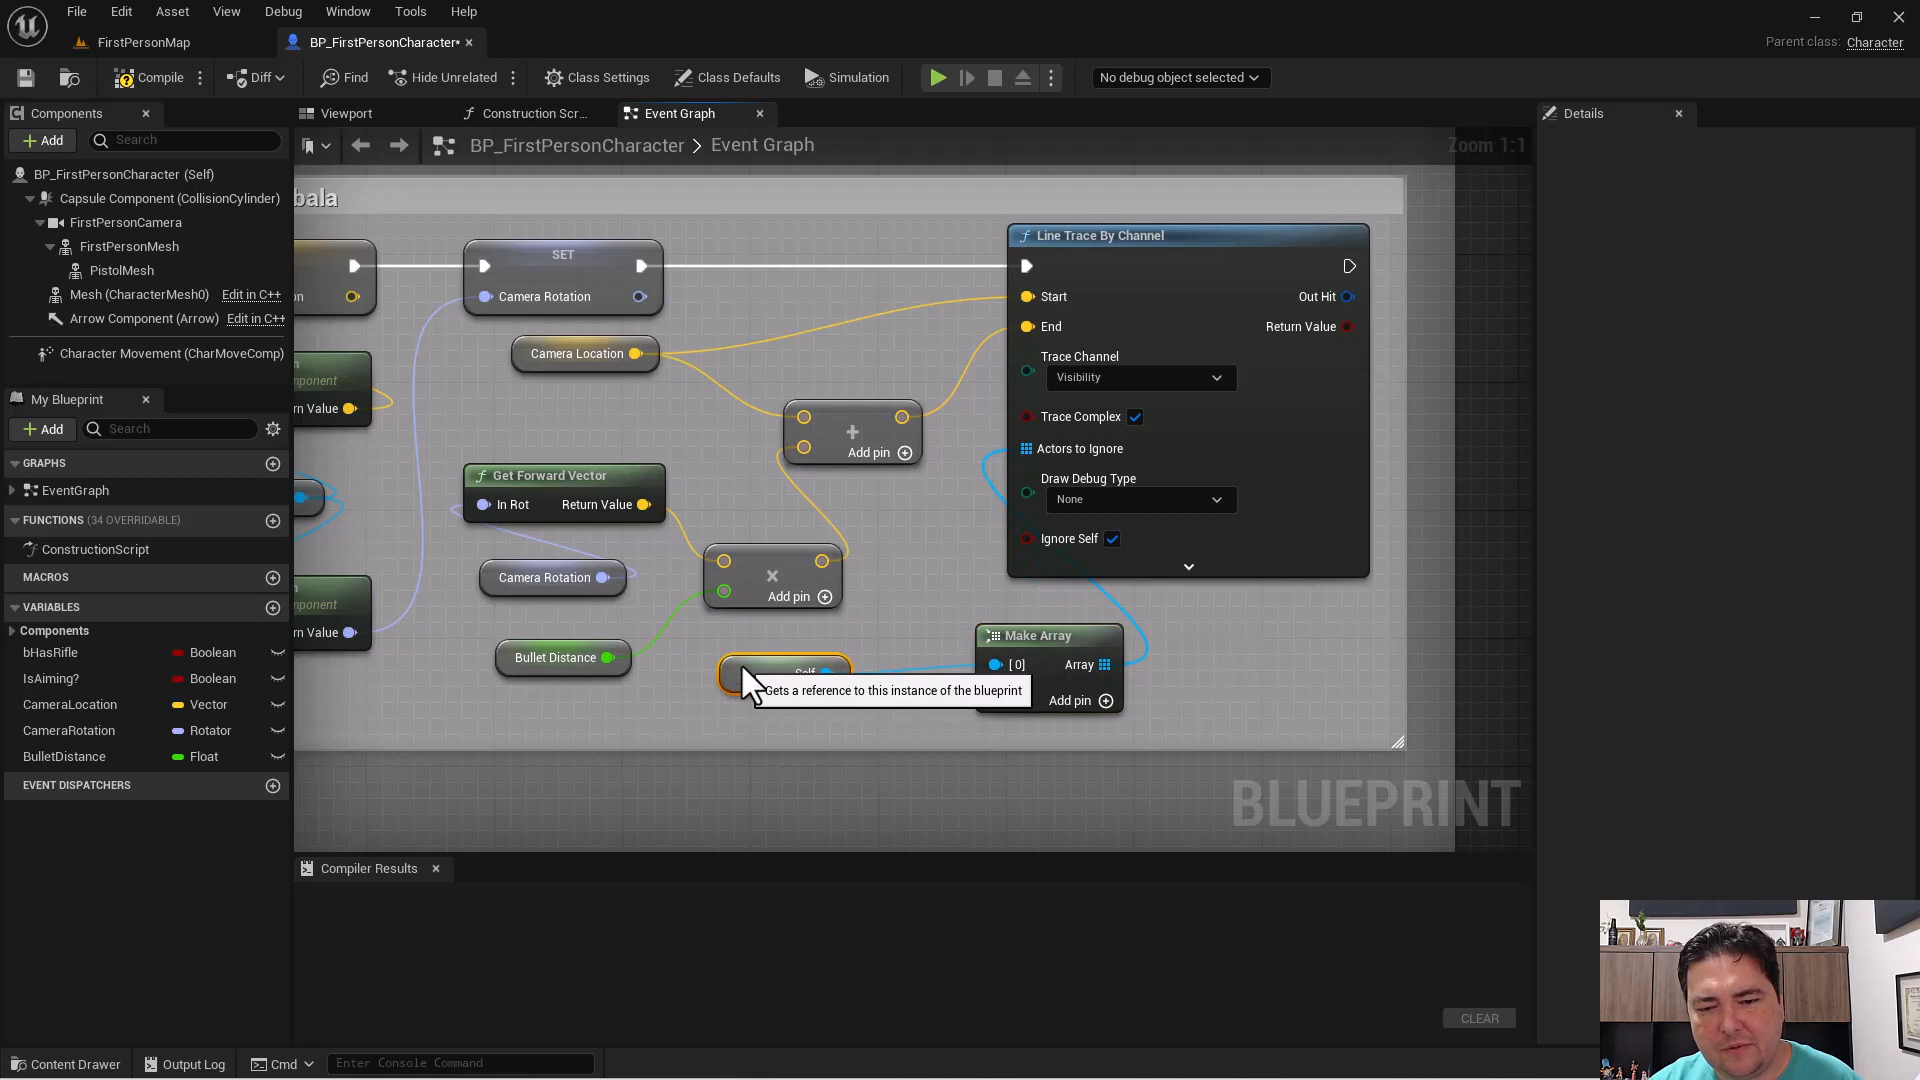 File Edit Asset View Debug Window Tools Help
FirstPersonMap
BP_FirstPersonCharacter*
Parent class: Character
Compile
Diff
Find
Hide Unrelated
Class Settings
Class Defaults
Simulation
No debug object selected
Components
Add
Search
BP_FirstPersonCharacter (Self)
Capsule Component (CollisionCylinder)
FirstPersonCamera
FirstPersonMesh
PistolMesh
Mesh (CharacterMesh0) Edit in C++
Arrow Component (Arrow) Edit in C++
Character Movement (CharMoveComp)
My Blueprint
Add
Search
GRAPHS
EventGraph
FUNCTIONS (34 OVERRIDABLE)
ConstructionScript
MACROS
VARIABLES
Components
bHasRifle Boolean
IsAiming? Boolean
CameraLocation Vector
CameraRotation Rotator
BulletDistance Float
EVENT DISPATCHERS
Viewport
Construction Scr...
Event Graph
BP_FirstPersonCharacter > Event Graph
Zoom 1:1
bala
on
SET
Camera Rotation
Camera Location
n
mponent
rn Value
Get Forward Vector
In Rot Return Value
Camera Rotation
n
mponent
rn Value
Bullet Distance
+
Add pin
×
Add pin
Self
Gets a reference to this instance of the blueprint
Make Array
[0] Array
Add pin
Line Trace By Channel
Start Out Hit
End Return Value
Trace Channel
Visibility
Trace Complex
Actors to Ignore
Draw Debug Type
None
Ignore Self
BLUEPRINT
Compiler Results
CLEAR
Details
Content Drawer
Output Log
Cmd
Enter Console Command